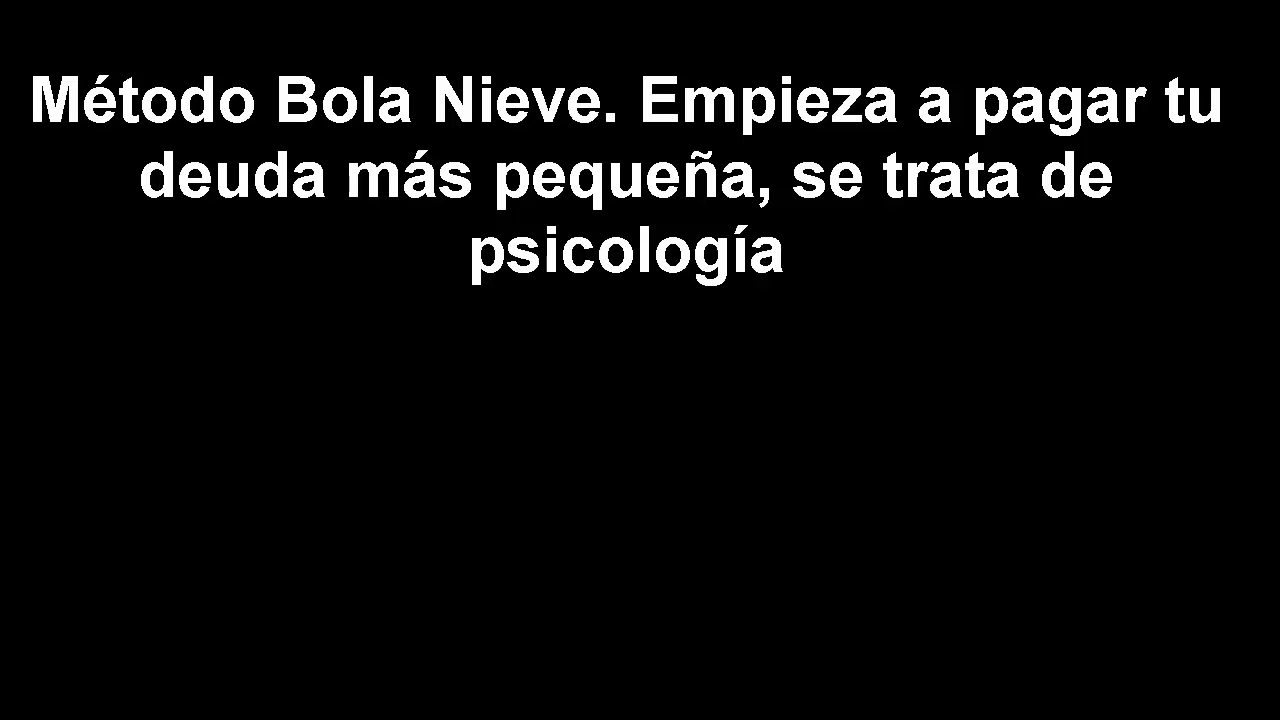 Método Bola Nieve. Empieza a pagar tu
deuda más pequeña, se trata de
psicología